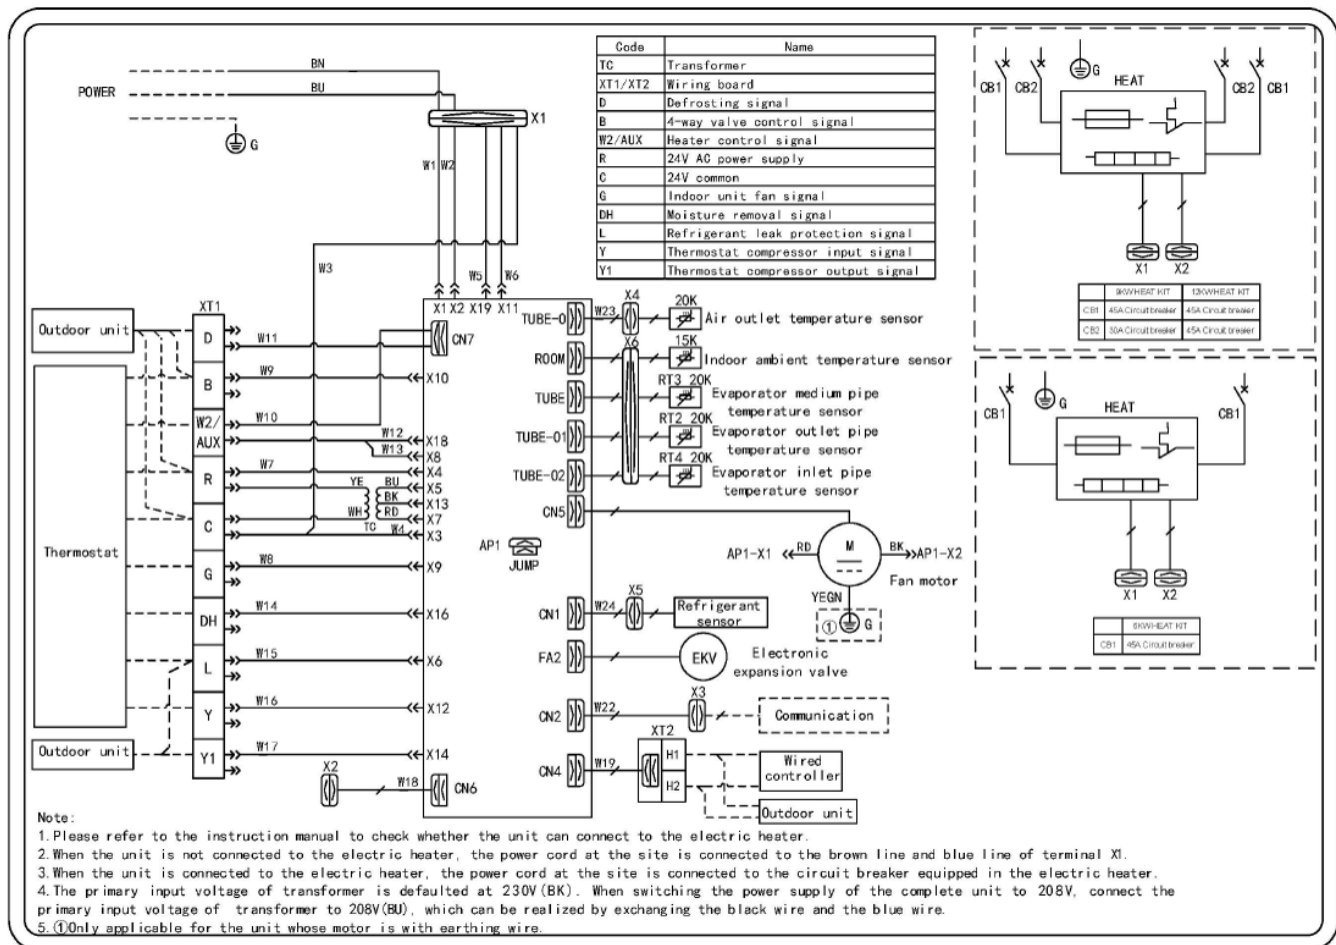 POWER
BN
BU
G
X1
W1 W2
W3
W5 W6
Code Name
TC Transformer
XT1/XT2 Wiring board
D Defrosting signal
B 4-way valve control signal
W2/AUX Heater control signal
R 24V AC power supply
C 24V common
G Indoor unit fan signal
DH Moisture removal signal
L Refrigerant leak protection signal
Y Thermostat compressor input signal
Y1 Thermostat compressor output signal
G
CB1 CB2
HEAT
CB2 CB1
X1 X2
9KWHEAT KIT 12KWHEAT KIT
CB1 45A Circuit breaker 45A Circuit breaker
CB2 30A Circuit breaker 45A Circuit breaker
G
CB1
HEAT
CB1
X1 X2
6KWHEAT KIT
CB1 45A Circuit breaker
XT1
Outdoor unit
Thermostat
Outdoor unit
D
B
W2/
AUX
R
C
G
DH
L
Y
Y1
W11
W9
W10
W12
W13
W7
YE BU
BK
WH RD
TC W4
W8
W14
W15
W16
W17
X2
W18
X1 X2 X19 X11
CN7
X10
X18
X8
X4
X5
X13
X7
X3
X9
X16
X6
X12
X14
CN6
AP1
JUMP
TUBE-0
ROOM
TUBE
TUBE-01
TUBE-02
CN5
CN1
FA2
CN2
CN4
W23
X4
20K
Air outlet temperature sensor
X6
15K
Indoor ambient temperature sensor
RT3 20K
Evaporator medium pipe
temperature sensor
RT2 20K
Evaporator outlet pipe
temperature sensor
RT4 20K
Evaporator inlet pipe
temperature sensor
AP1-X1
RD
M
BK
AP1-X2
Fan motor
YEGN
① G
W24
X5
Refrigerant
sensor
EKV
Electronic
expansion valve
W22
X3
Communication
W19
XT2
H1
H2
Wired
controller
Outdoor unit
Note:
1. Please refer to the instruction manual to check whether the unit can connect to the electric heater.
2. When the unit is not connected to the electric heater, the power cord at the site is connected to the brown line and blue line of terminal X1.
3. When the unit is connected to the electric heater, the power cord at the site is connected to the circuit breaker equipped in the electric heater.
4. The primary input voltage of transformer is defaulted at 230V(BK). When switching the power supply of the complete unit to 208V, connect the
primary input voltage of transformer to 208V(BU), which can be realized by exchanging the black wire and the blue wire.
5. ①Only applicable for the unit whose motor is with earthing wire.